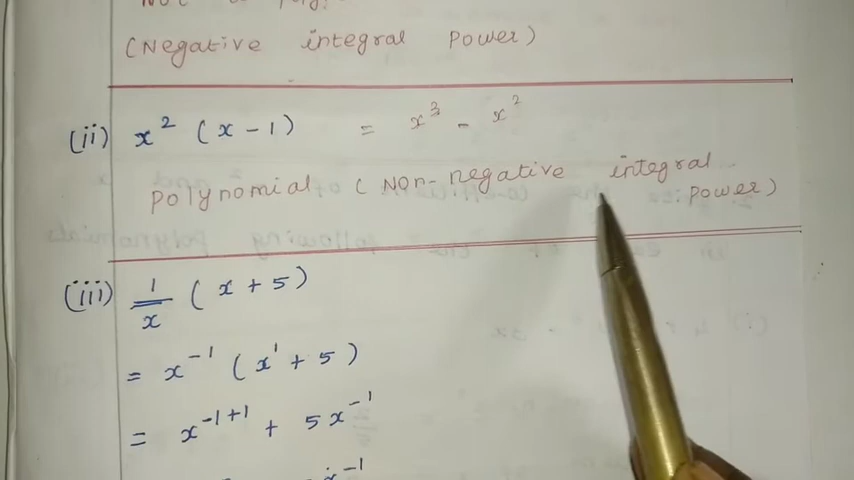 (Negative integral power)
(ii) x² (x - 1) = x³ - x²
polynomial (Non-negative integral power)
(iii) 1/x (x + 5)
= x⁻¹ (x¹ + 5)
= x⁻¹⁺¹ + 5x⁻¹